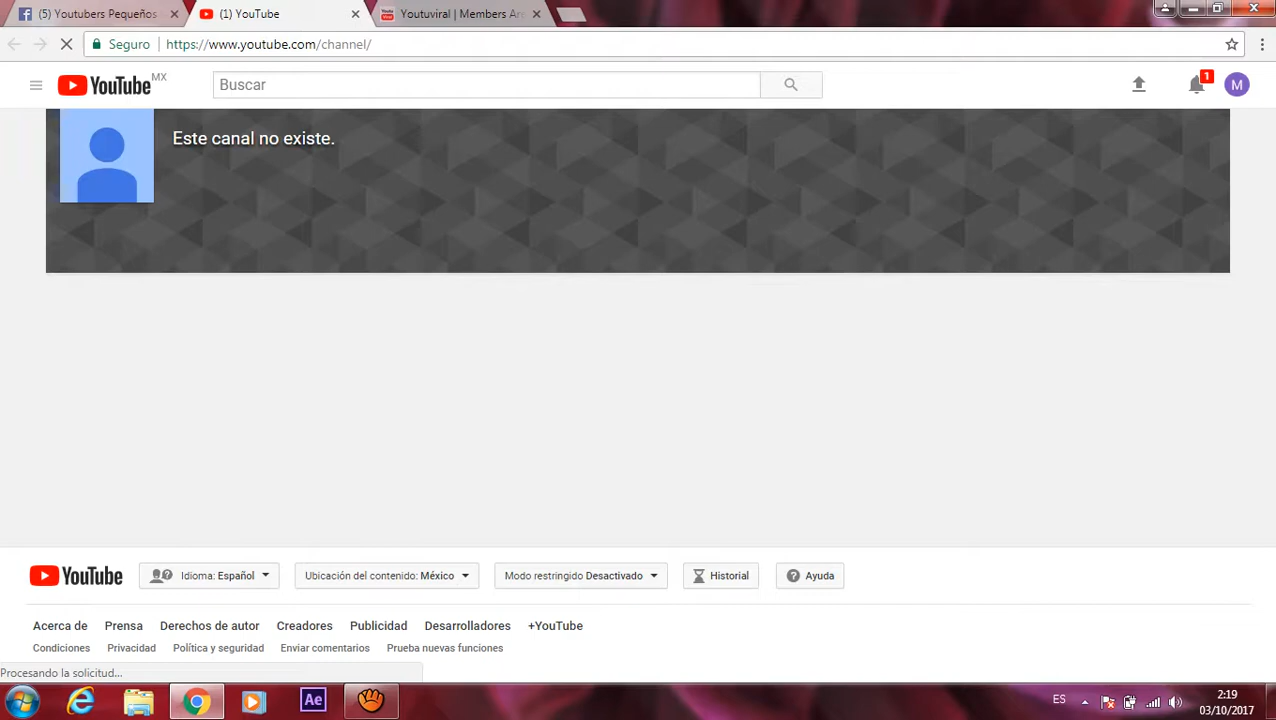 (5) Youtubers Pequeños
(1) YouTube
Youtuviral | Members Are
Seguro
https://www.youtube.com/channel/
YouTube MX
Buscar
1
M
Este canal no existe.
YouTube
Idioma: Español
Ubicación del contenido: México
Modo restringido Desactivado
Historial
Ayuda
Acerca de Prensa Derechos de autor Creadores Publicidad Desarrolladores +YouTube
Condiciones Privacidad Política y seguridad Enviar comentarios Prueba nuevas funciones
Procesando la solicitud...
Ae
ES
2:19
03/10/2017